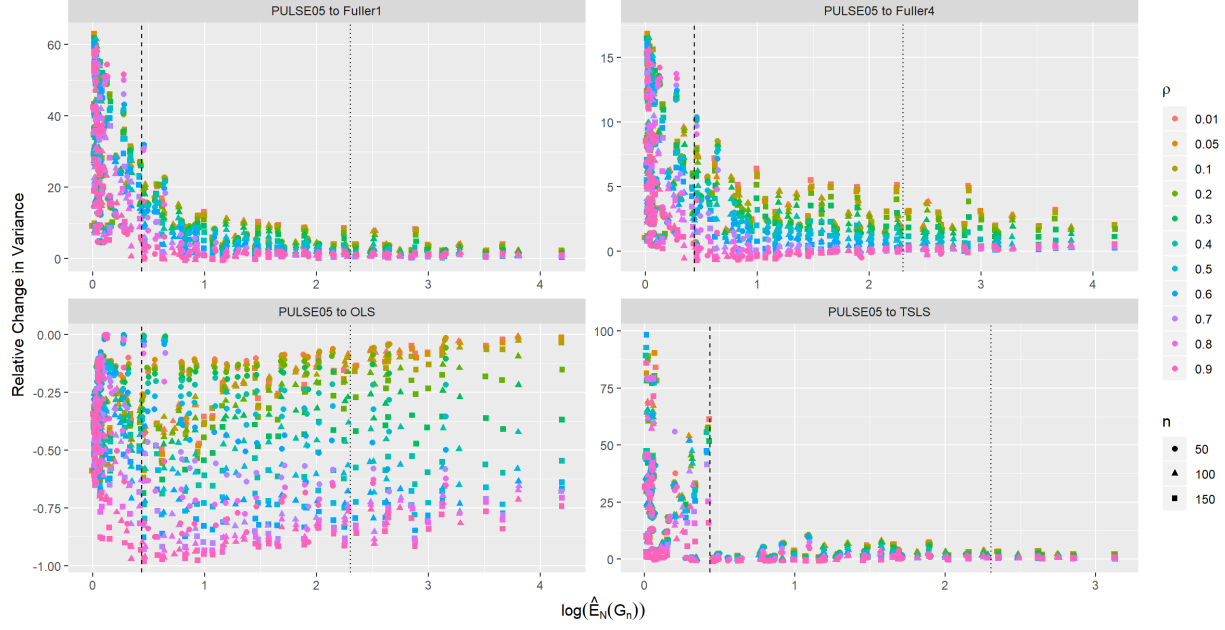 PULSE05 to Fuller1
PULSE05 to Fuller4
60
40
20
0
15
10
5
0
0 1 2 3 4
0 1 2 3 4
PULSE05 to OLS
PULSE05 to TSLS
0.00
-0.25
-0.50
-0.75
-1.00
100
75
50
25
0
0 1 2 3 4
0 1 2 3
Relative Change in Variance
log(Ê_N(G_n))
ρ
0.01
0.05
0.1
0.2
0.3
0.4
0.5
0.6
0.7
0.8
0.9
n
50
100
150